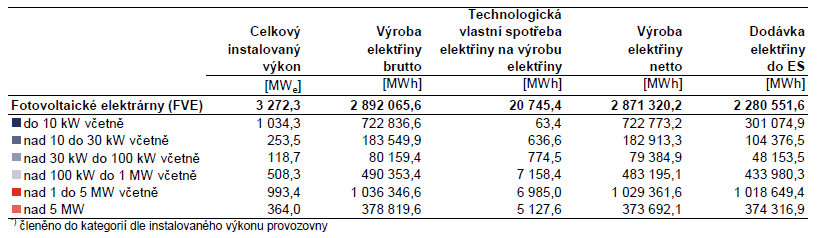 Celkový instalovaný výkon Výroba elektřiny brutto Technologická vlastní spotřeba elektřiny na výrobu elektřiny Výroba elektřiny netto Dodávka elektřiny do ES
[MWe] [MWh] [MWh] [MWh] [MWh]
Fotovoltaické elektrárny (FVE) 3 272,3 2 892 065,6 20 745,4 2 871 320,2 2 280 551,6
do 10 kW včetně 1 034,3 722 836,6 63,4 722 773,2 301 074,9
nad 10 do 30 kW včetně 253,5 183 549,9 636,6 182 913,3 104 376,5
nad 30 kW do 100 kW včetně 118,7 80 159,4 774,5 79 384,9 48 153,5
nad 100 kW do 1 MW včetně 508,3 490 353,4 7 158,4 483 195,1 433 980,3
nad 1 do 5 MW včetně 993,4 1 036 346,6 6 985,0 1 029 361,6 1 018 649,4
nad 5 MW 364,0 378 819,6 5 127,6 373 692,1 374 316,9
*) členěno do kategorií dle instalovaného výkonu provozovny